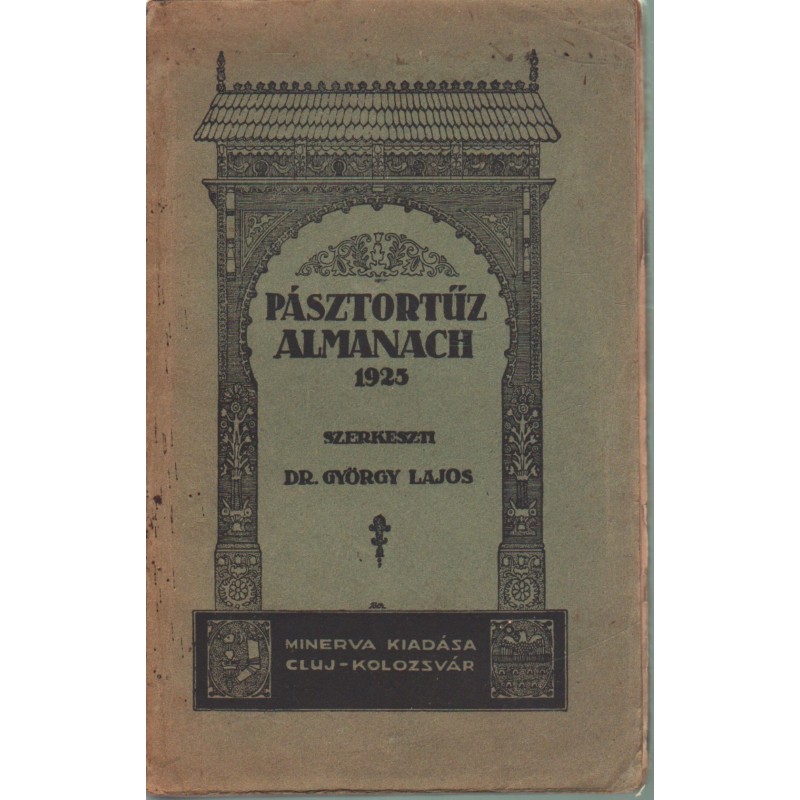 PÁSZTORTŰZ
ALMANACH
1925
SZERKESZTI
DR. GYÖRGY LAJOS
MINERVA KIADÁSA
CLUJ-KOLOZSVÁR